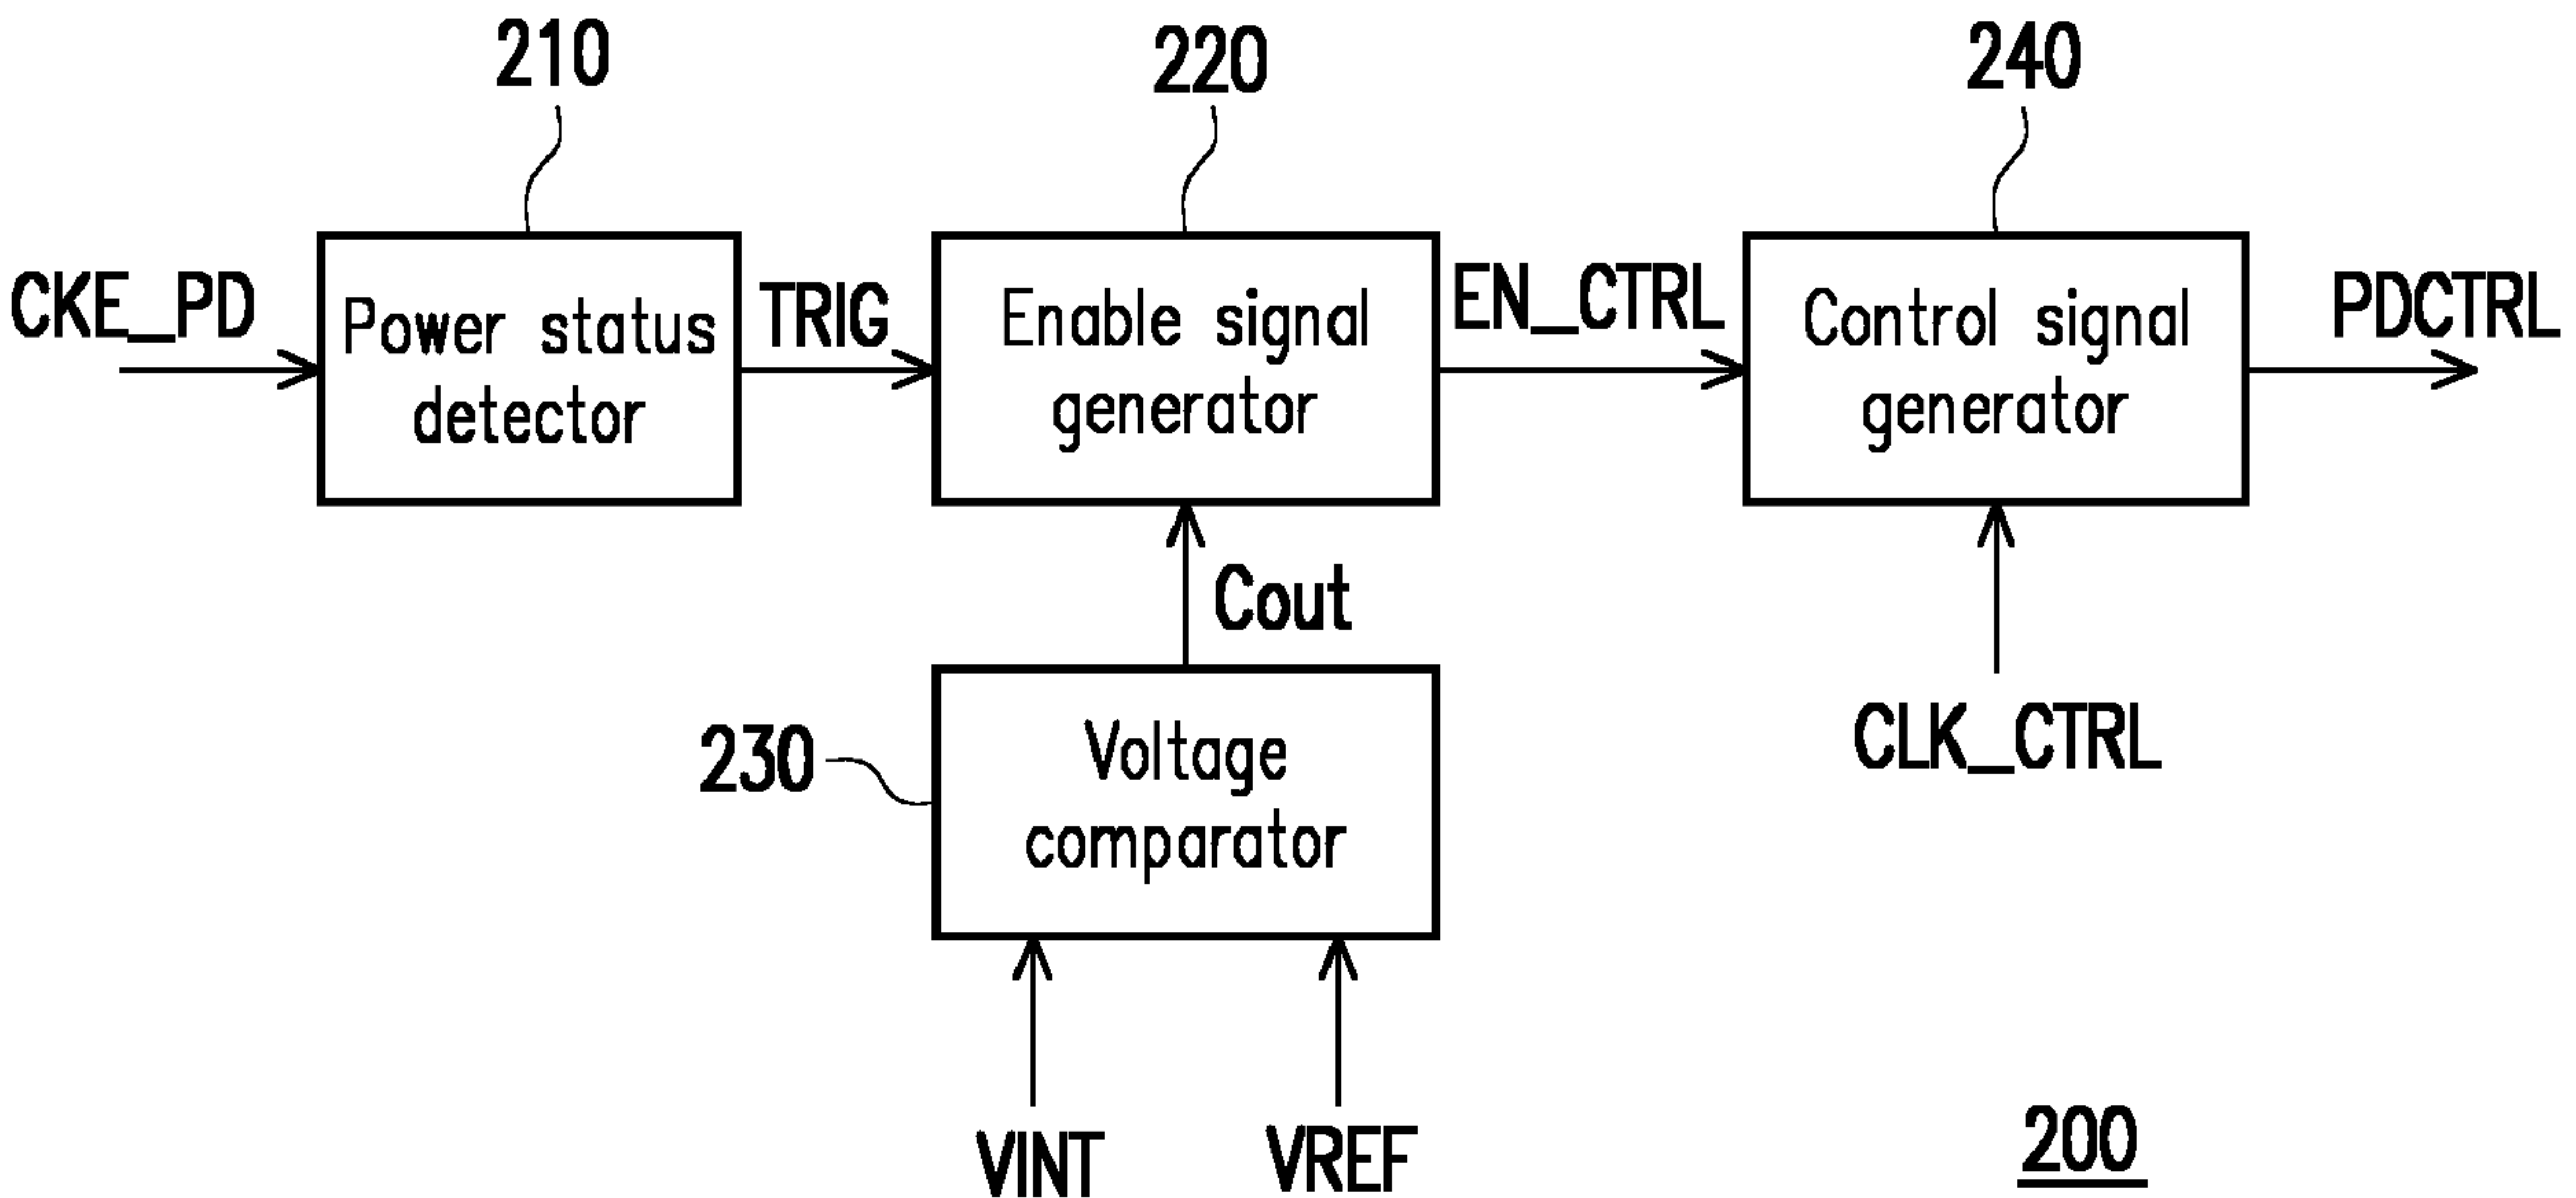 210
220
240
CKE_PD
Power status
detector
TRIG
Enable signal
generator
EN_CTRL
Control signal
generator
PDCTRL
Cout
230
Voltage
comparator
CLK_CTRL
VINT
VREF
200